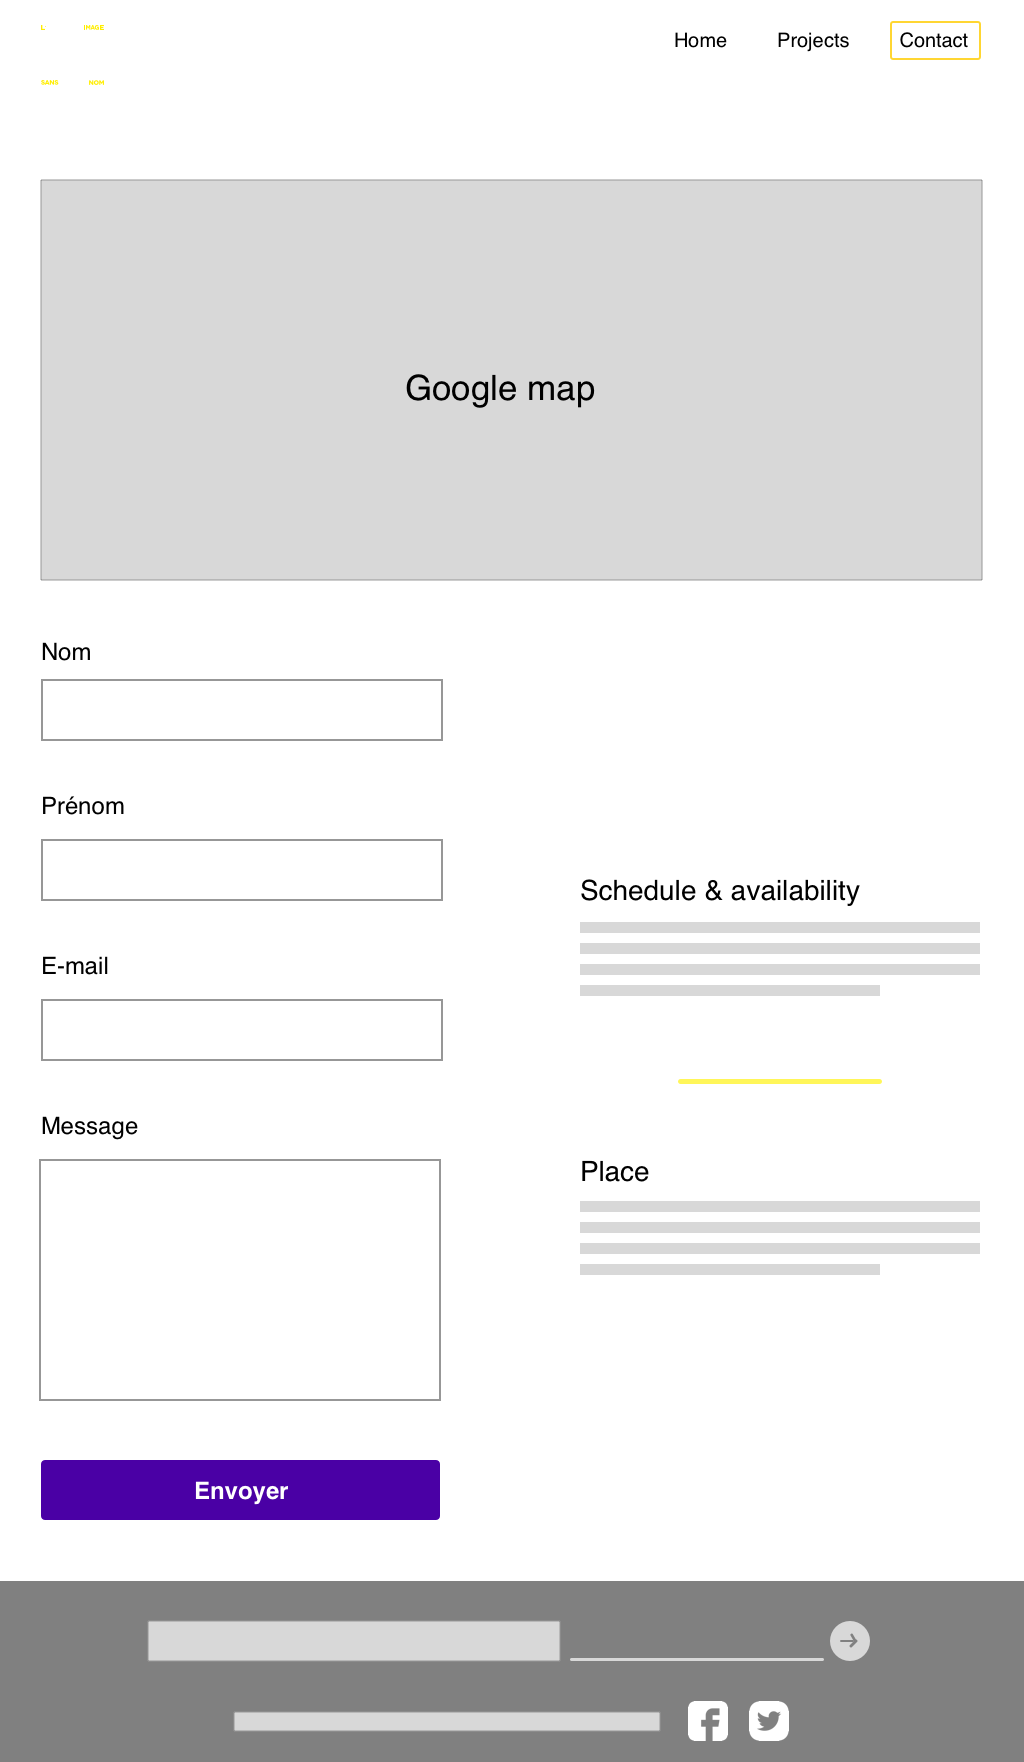 L' IMAGE
SANS NOM
Home Projects Contact
Google map
Nom
Prénom
E-mail
Message
Envoyer
Schedule & availability
Place